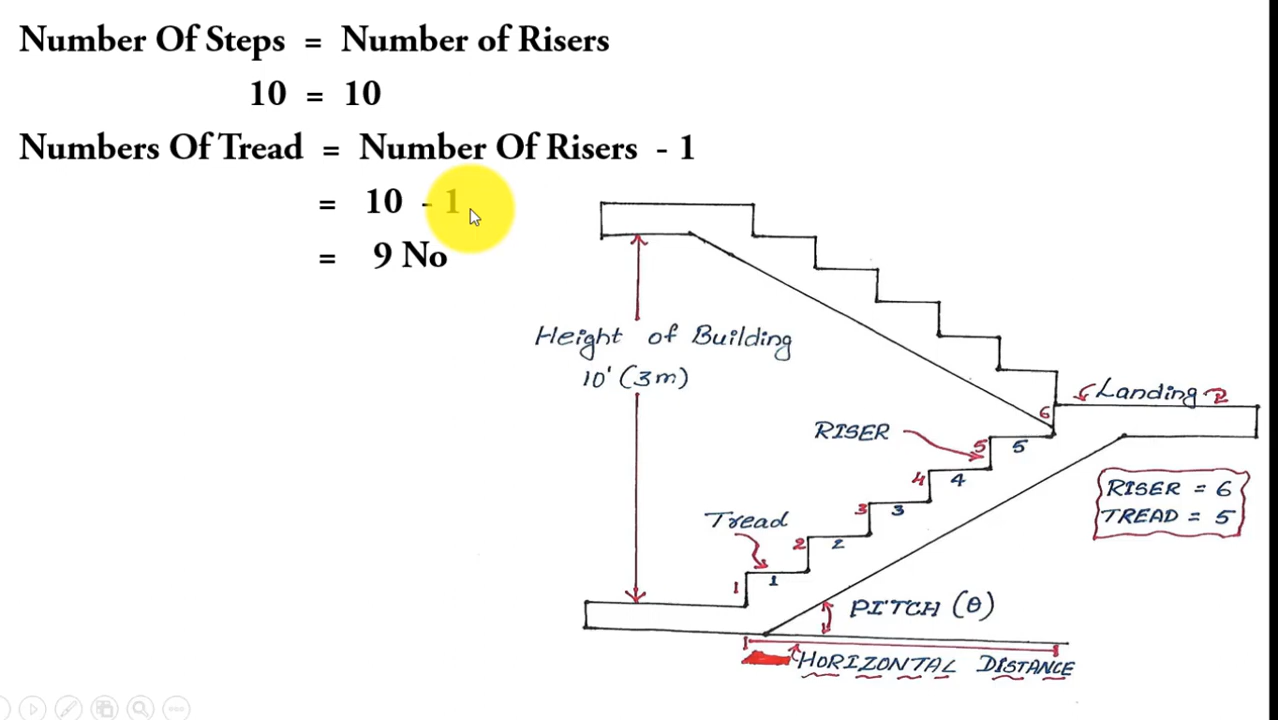 Number Of Steps = Number of Risers
10 = 10
Numbers Of Tread = Number Of Risers - 1
= 10 - 1
= 9 No
Height of Building
10' (3m)
Landing
6
RISER
5
5
4
4
RISER = 6
TREAD = 5
3
3
Tread
2
2
1
1
PITCH (θ)
HORIZONTAL DISTANCE